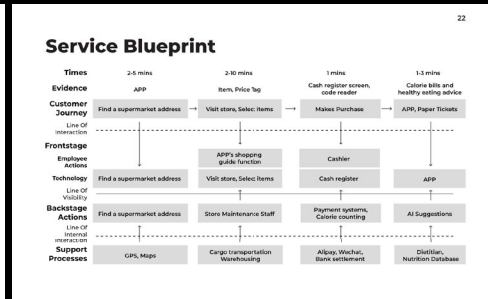 22
Service Blueprint
Times 2-5 mins 2-10 mins 1 mins 1-3 mins
Evidence APP Item, Price Tag Cash register screen, code reader Calorie bills and healthy eating advice
Customer Journey Find a supermarket address Visit store, Selec: items Makes Purchase APP, Paper Tickets
Line Of Interaction
Frontstage
Employee Actions APP's shoppng guide function Cashier
Technology Find a supermarket address Visit store, Selec: items Cash register APP
Line Of Visibility
Backstage Actions Find a supermarket address Store Maintenance Staff Payment systems, Calorie counting AI Suggestions
Line Of Internal Interaction
Support Processes GPS, Maps Cargo transportation Warehousing Alipay, Wechat, Bank settlement Dietitian, Nutrition Database